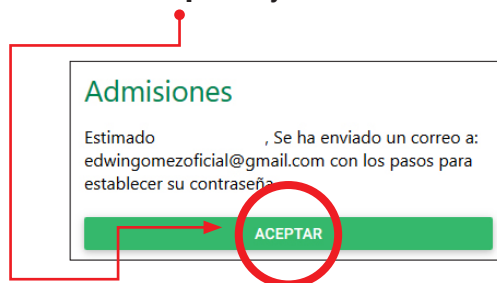 Admisiones
Estimado , Se ha enviado un correo a:
edwingomezoficial@gmail.com con los pasos para
establecer su contraseña
ACEPTAR